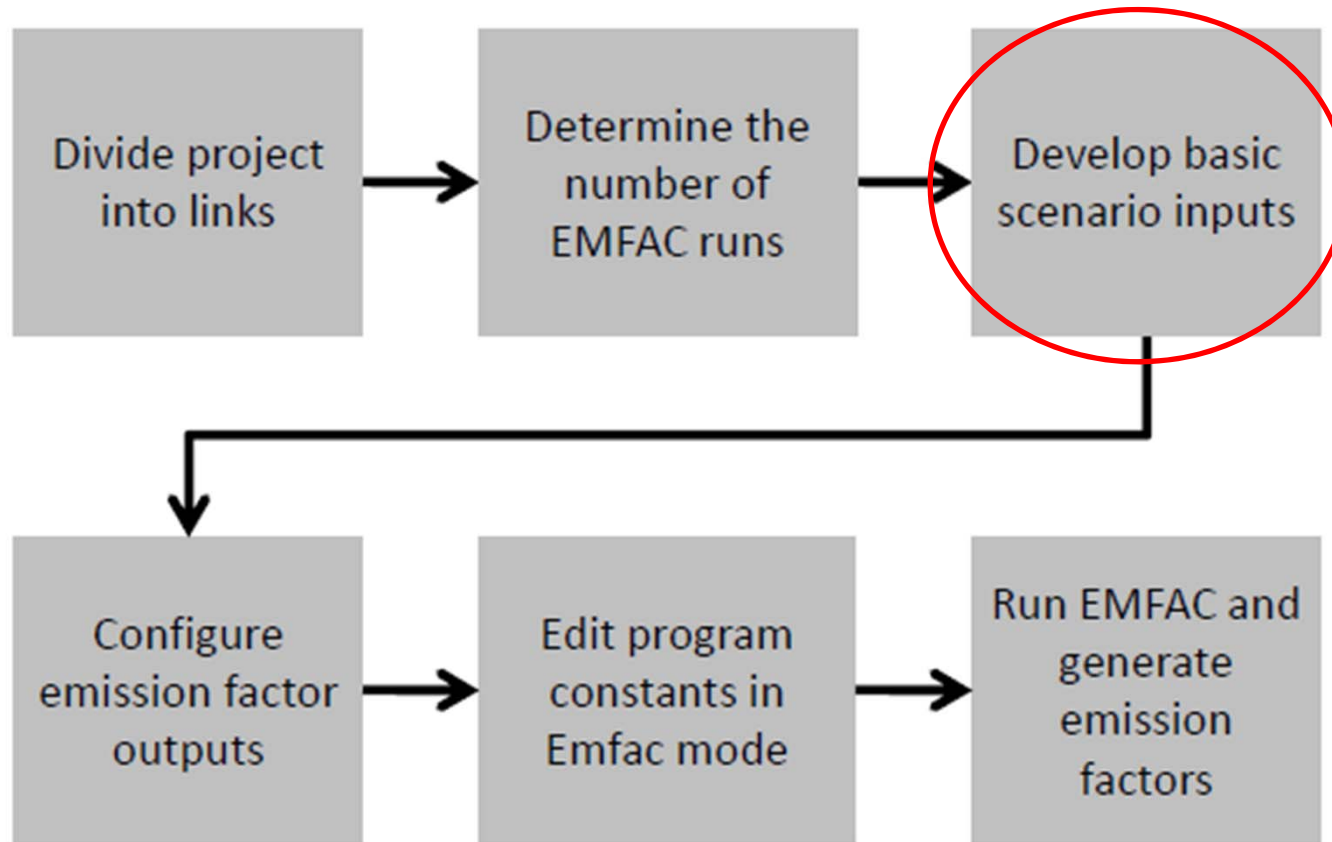 Divide project
into links
Determine the
number of
EMFAC runs
Develop basic
scenario inputs
Configure
emission factor
outputs
Edit program
constants in
Emfac mode
Run EMFAC and
generate
emission
factors